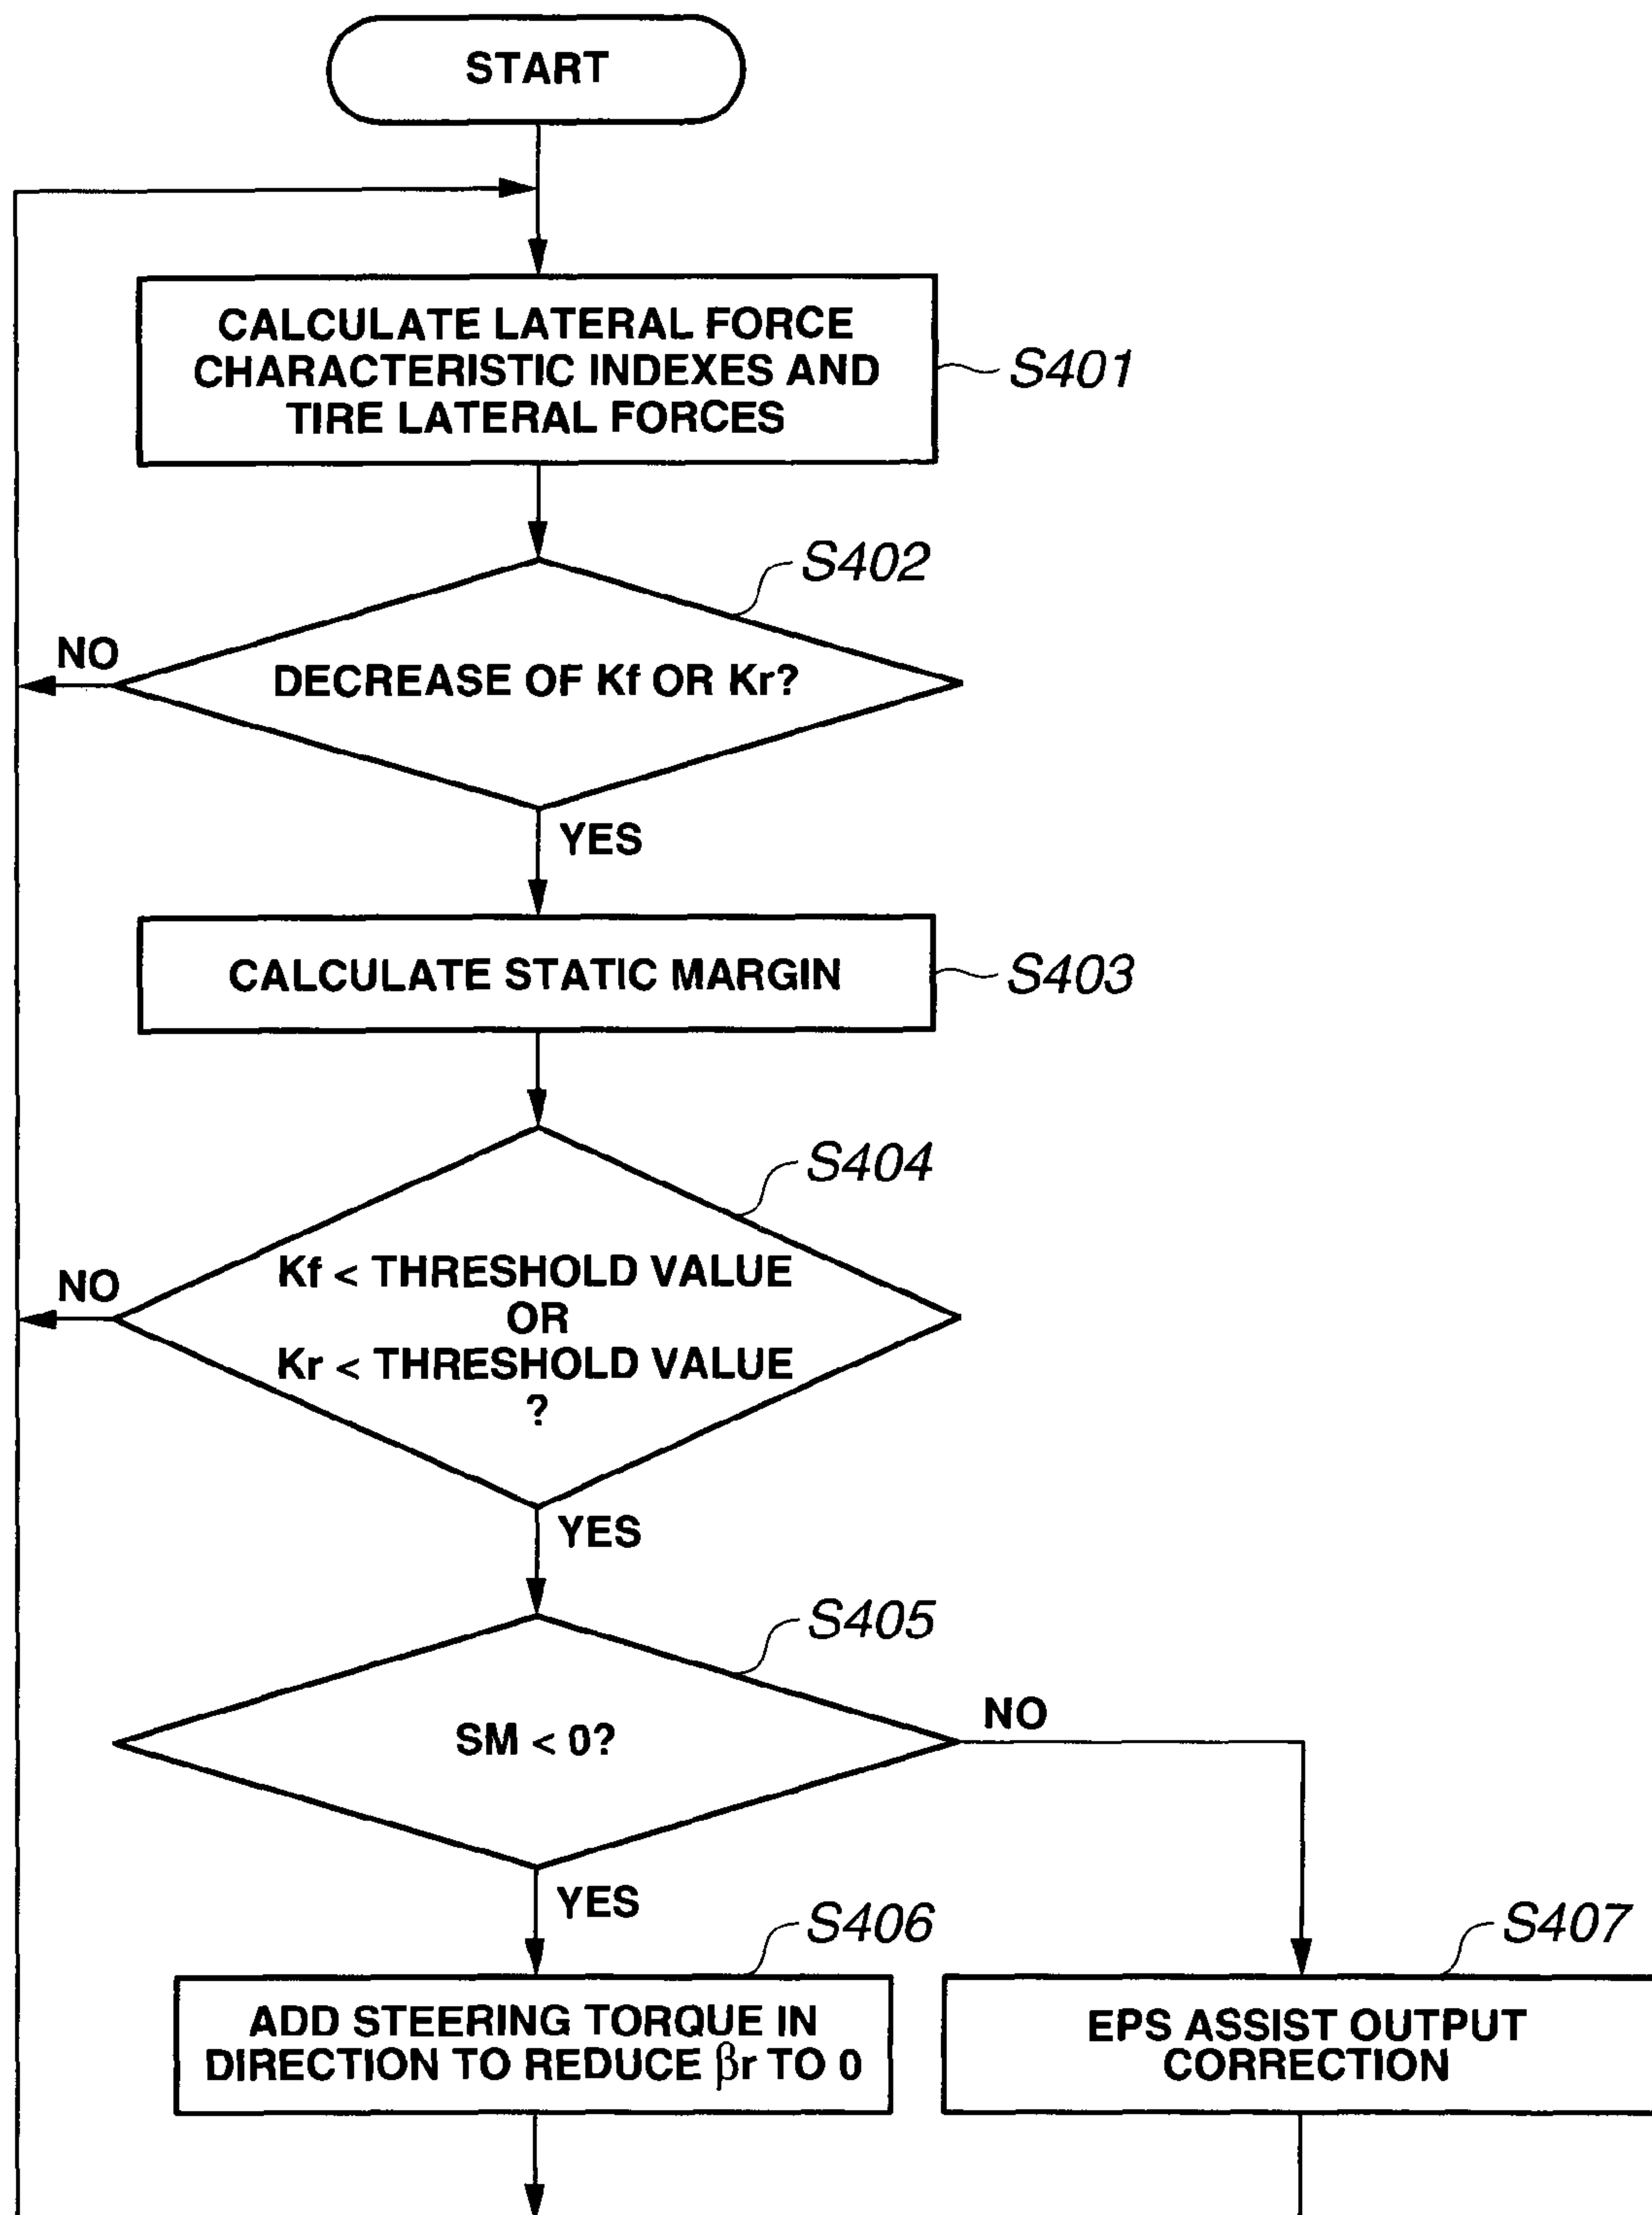 START
CALCULATE LATERAL FORCE
CHARACTERISTIC INDEXES AND
TIRE LATERAL FORCES
S401
S402
NO
DECREASE OF Kf OR Kr?
YES
CALCULATE STATIC MARGIN
S403
S404
NO
Kf < THRESHOLD VALUE
OR
Kr < THRESHOLD VALUE
?
YES
S405
NO
SM < 0?
YES
S406
S407
ADD STEERING TORQUE IN
DIRECTION TO REDUCE βr TO 0
EPS ASSIST OUTPUT
CORRECTION